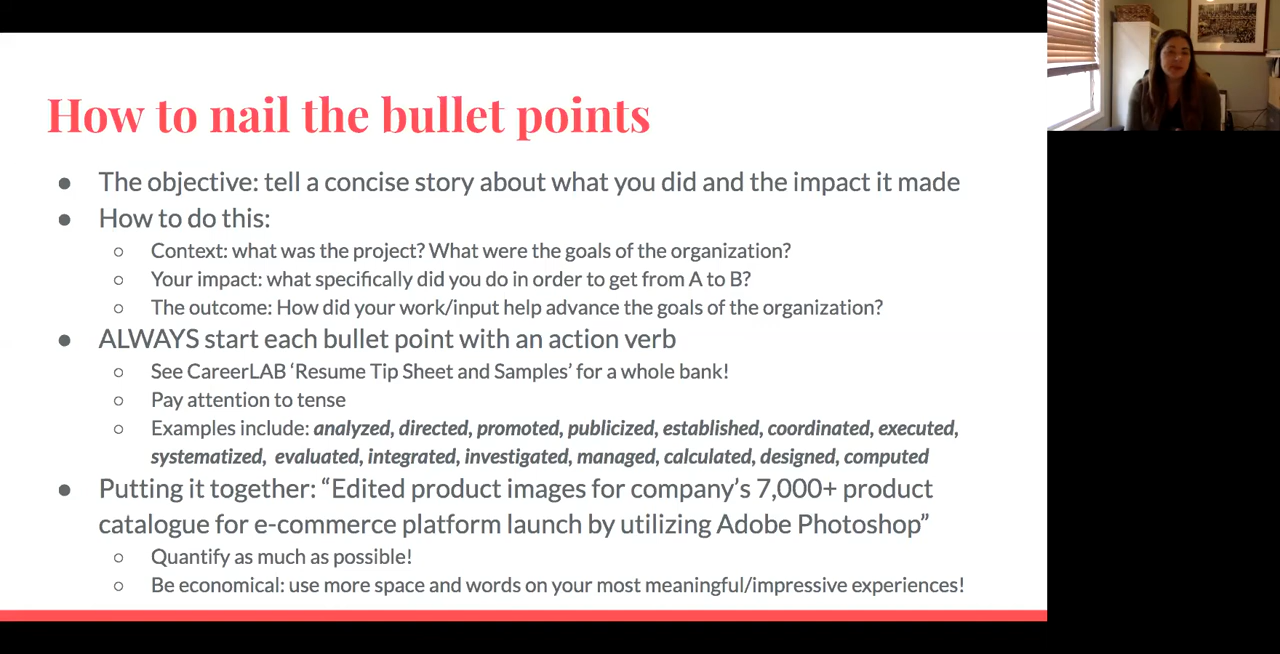 How to nail the bullet points
● The objective: tell a concise story about what you did and the impact it made
● How to do this:
○ Context: what was the project? What were the goals of the organization?
○ Your impact: what specifically did you do in order to get from A to B?
○ The outcome: How did your work/input help advance the goals of the organization?
● ALWAYS start each bullet point with an action verb
○ See CareerLAB ‘Resume Tip Sheet and Samples’ for a whole bank!
○ Pay attention to tense
○ Examples include: analyzed, directed, promoted, publicized, established, coordinated, executed,
systematized, evaluated, integrated, investigated, managed, calculated, designed, computed
● Putting it together: “Edited product images for company’s 7,000+ product
catalogue for e-commerce platform launch by utilizing Adobe Photoshop”
○ Quantify as much as possible!
○ Be economical: use more space and words on your most meaningful/impressive experiences!